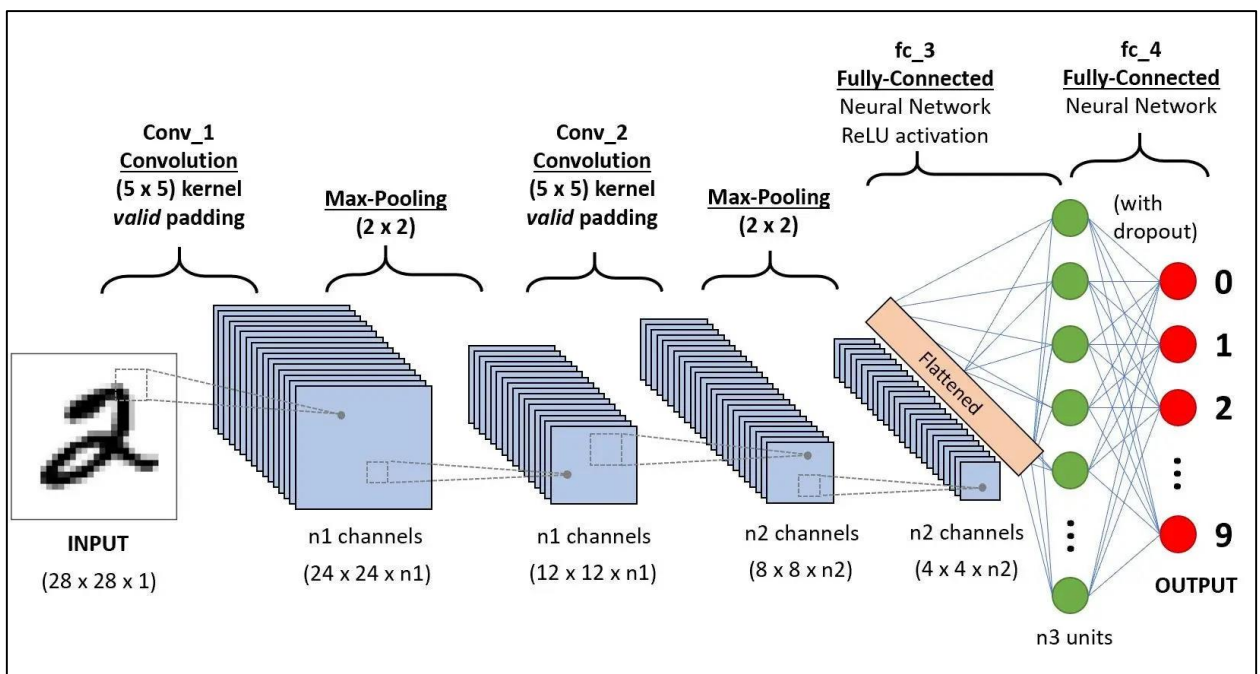 Conv_1
Convolution
(5 x 5) kernel
valid padding
Max-Pooling
(2 x 2)
Conv_2
Convolution
(5 x 5) kernel
valid padding
Max-Pooling
(2 x 2)
fc_3
Fully-Connected
Neural Network
ReLU activation
fc_4
Fully-Connected
Neural Network
(with
dropout)
Flattened
0
1
2
...
9
OUTPUT
...
n3 units
2
INPUT
(28 x 28 x 1)
n1 channels
(24 x 24 x n1)
n1 channels
(12 x 12 x n1)
n2 channels
(8 x 8 x n2)
n2 channels
(4 x 4 x n2)